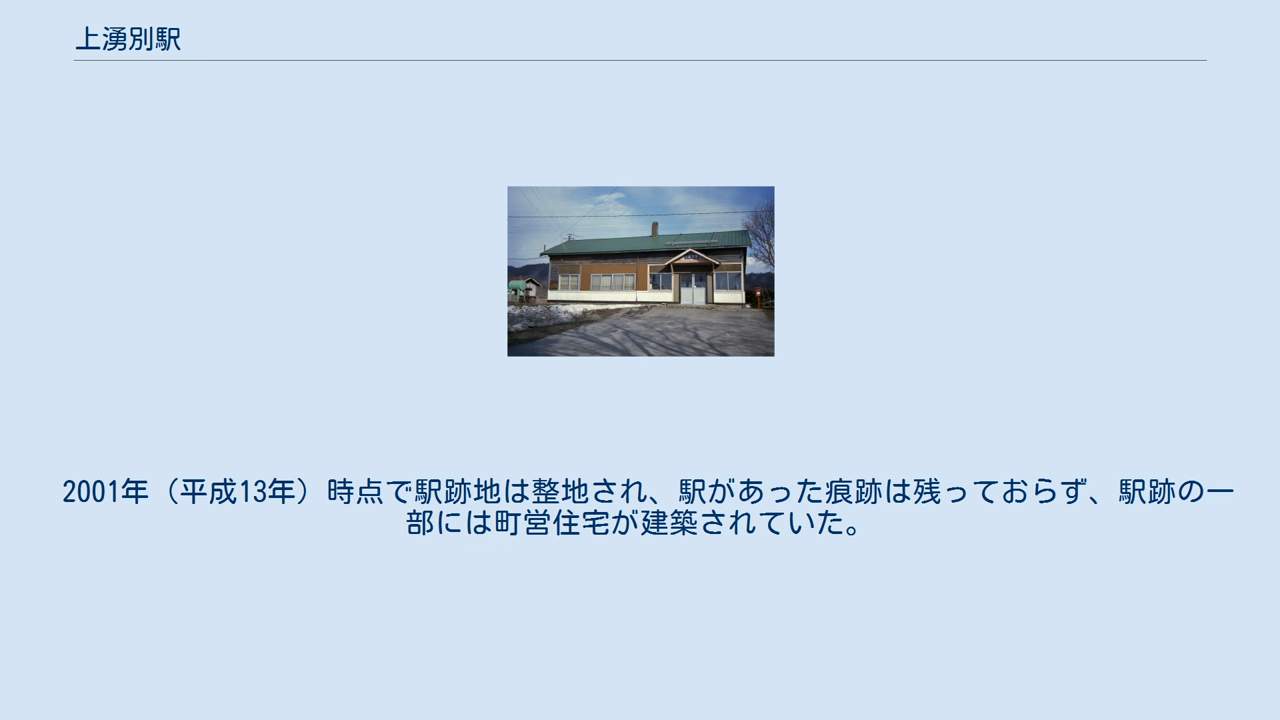 上湧別駅
2001年（平成13年）時点で駅跡地は整地され、駅があった痕跡は残っておらず、駅跡の一
部には町営住宅が建築されていた。